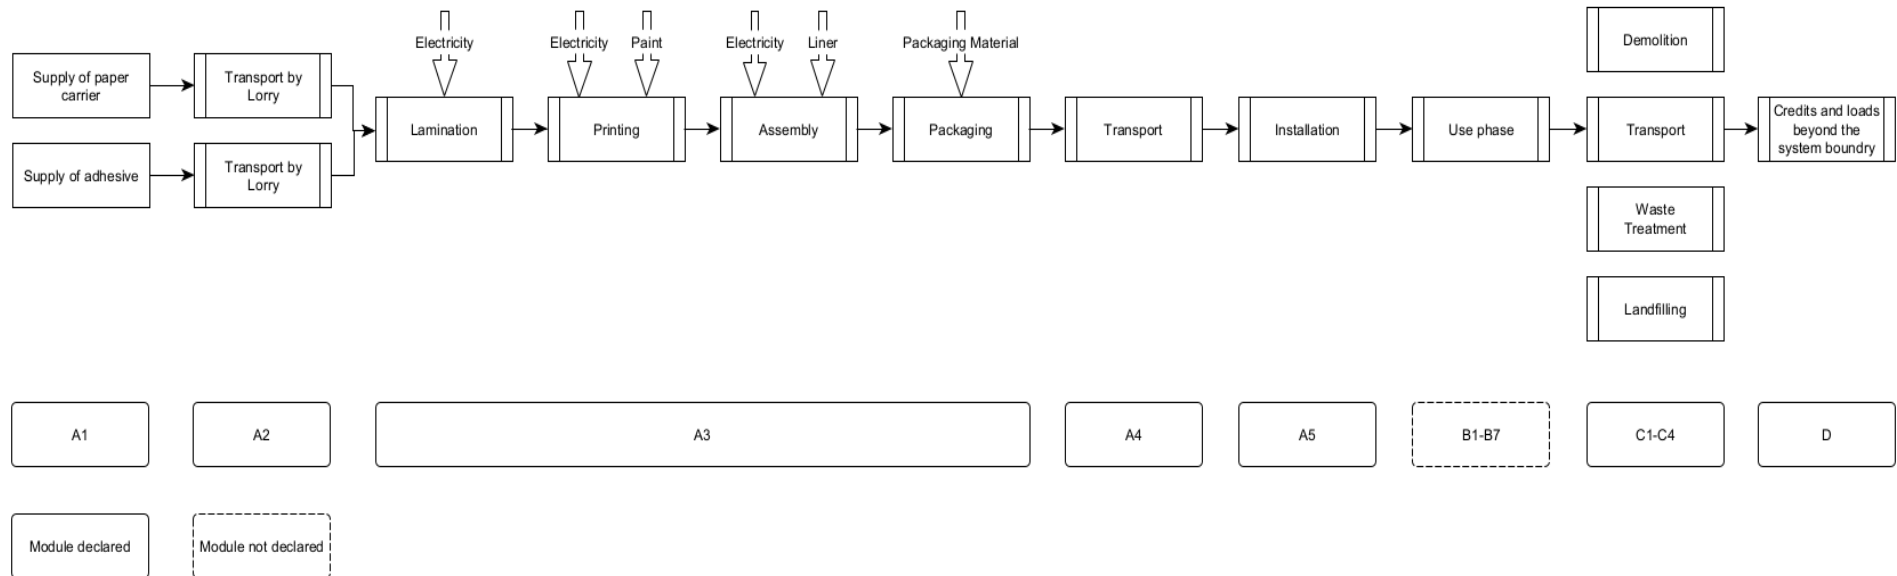 Electricity
Electricity
Paint
Electricity
Liner
Packaging Material
Demolition
Supply of paper
carrier
Transport by
Lorry
Lamination
Printing
Assembly
Packaging
Transport
Installation
Use phase
Transport
Credits and loads
beyond the
system boundry
Supply of adhesive
Transport by
Lorry
Waste
Treatment
Landfilling
A1
A2
A3
A4
A5
B1-B7
C1-C4
D
Module declared
Module not declared